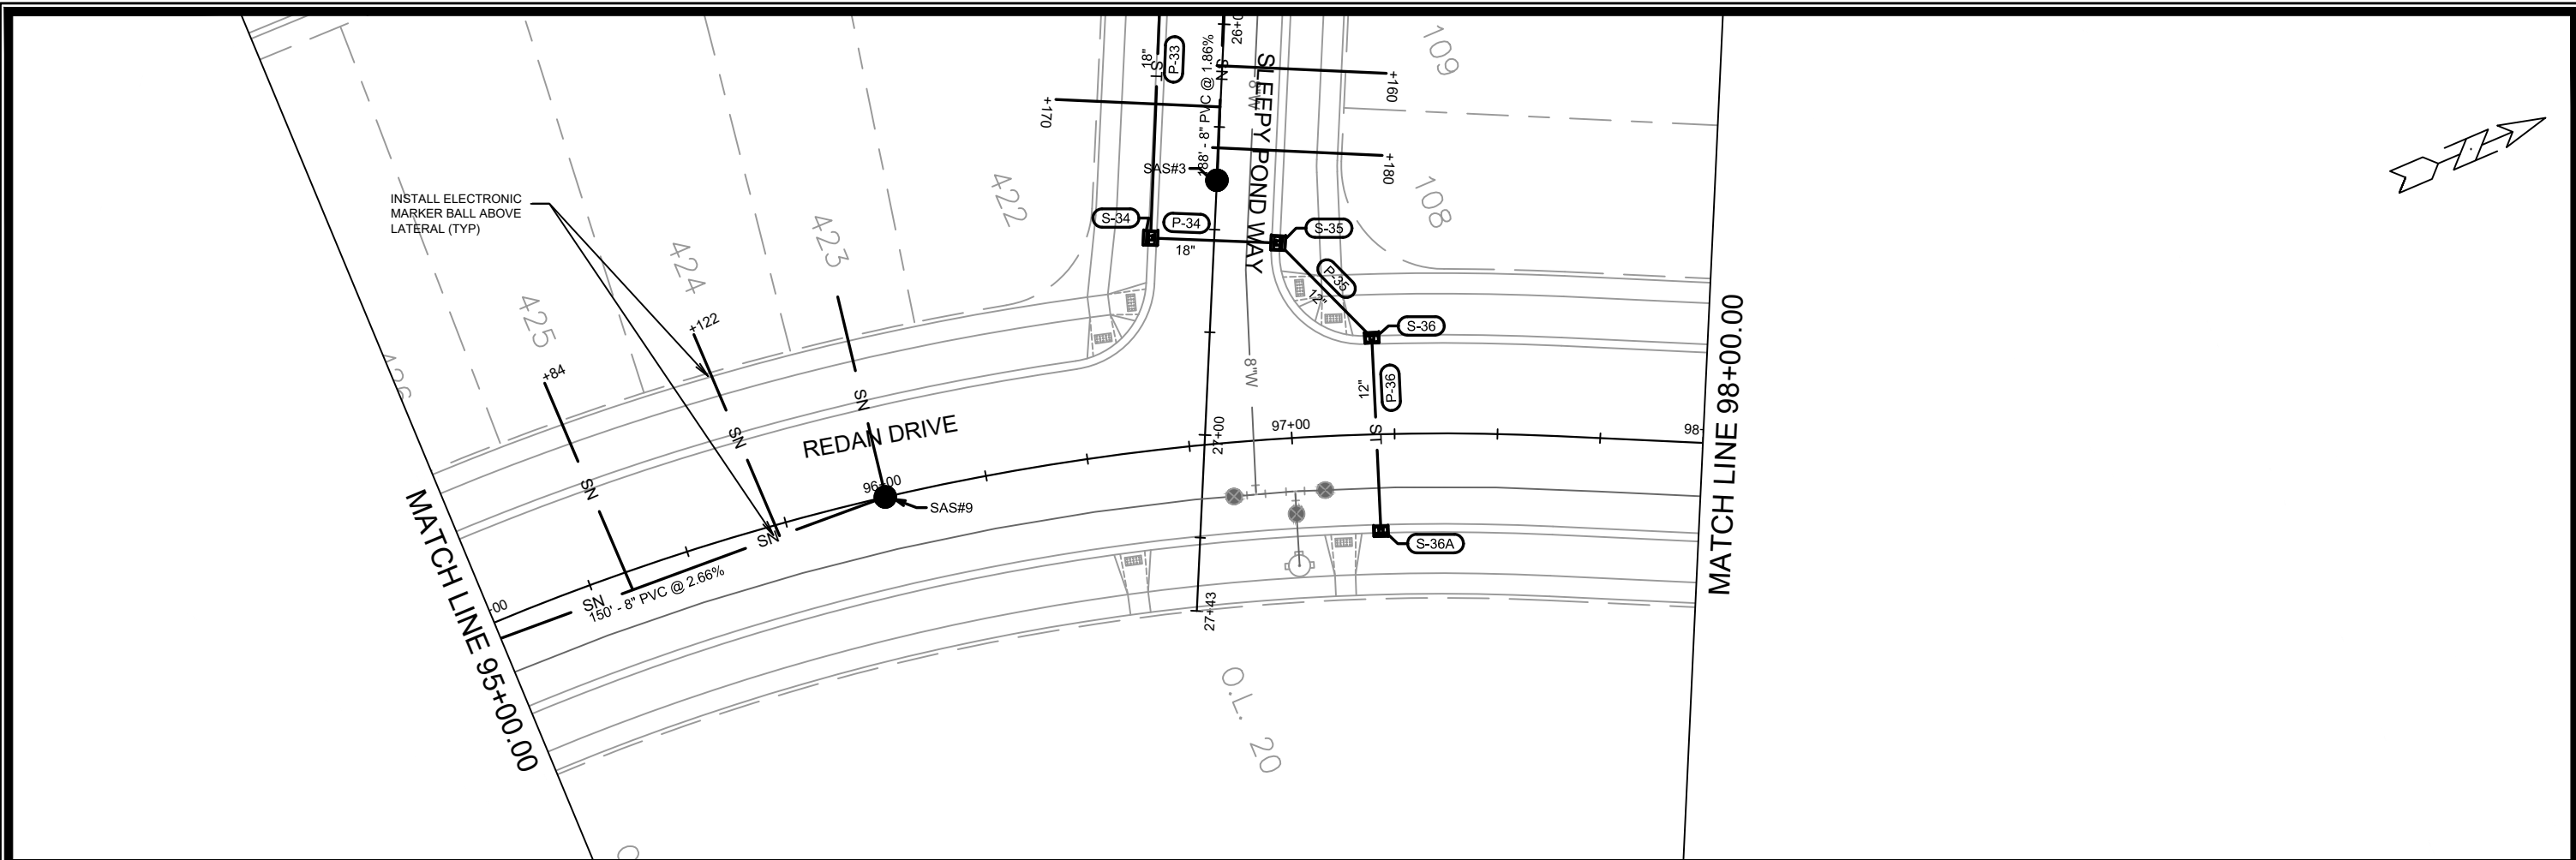 INSTALL ELECTRONIC
MARKER BALL ABOVE
LATERAL (TYP)
425
424
423
422
109
108
+84
+122
+170
+160
+180
18"
ST
P-33
SN
188' - 8" PVC @ 1.86%
8"W
SLEEPY POND WAY
SAS#3
S-34
P-34
18"
S-35
P-35
12"
S-36
12"
P-36
ST
S-36A
8"W
SN
SN
SN
REDAN DRIVE
96+00
SAS#9
27+00
97+00
27+43
SN
SN
150' - 8" PVC @ 2.66%
MATCH LINE 95+00.00
MATCH LINE 98+00.00
O.L. 20